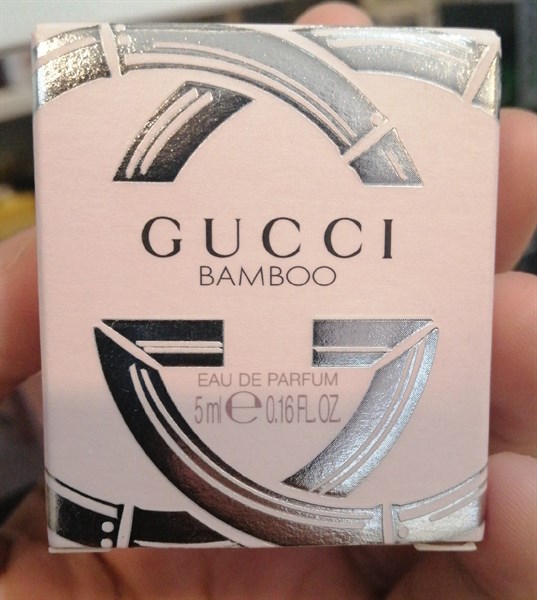 GUCCI
BAMBOO
EAU DE PARFUM
5 ml ℮ 0.16 FL. OZ